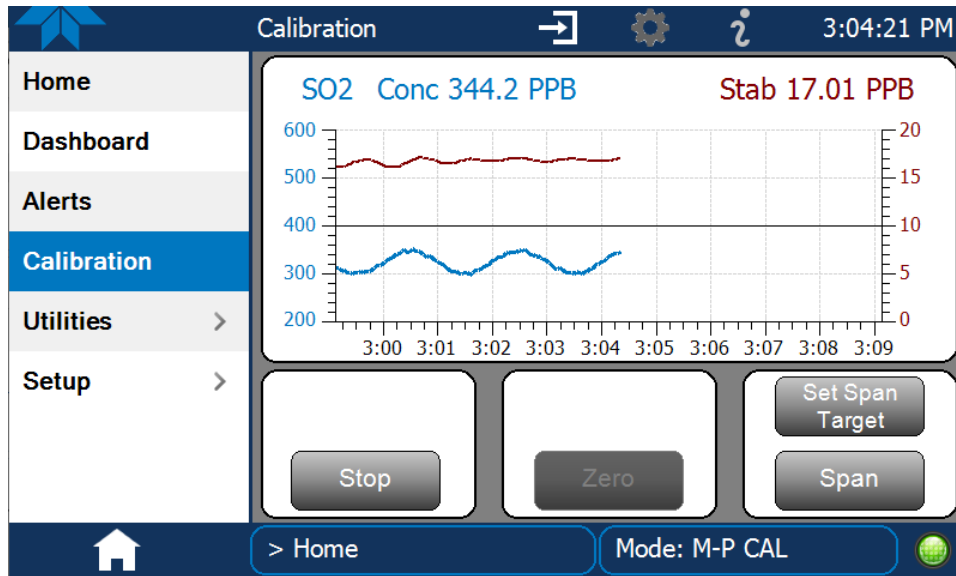 Calibration
3:04:21 PM
Home
Dashboard
Alerts
Calibration
Utilities
Setup
SO2 Conc 344.2 PPB
Stab 17.01 PPB
600
500
400
300
200
20
15
10
5
0
3:00 3:01 3:02 3:03 3:04 3:05 3:06 3:07 3:08 3:09
Stop
Zero
Set Span
Target
Span
> Home
Mode: M-P CAL